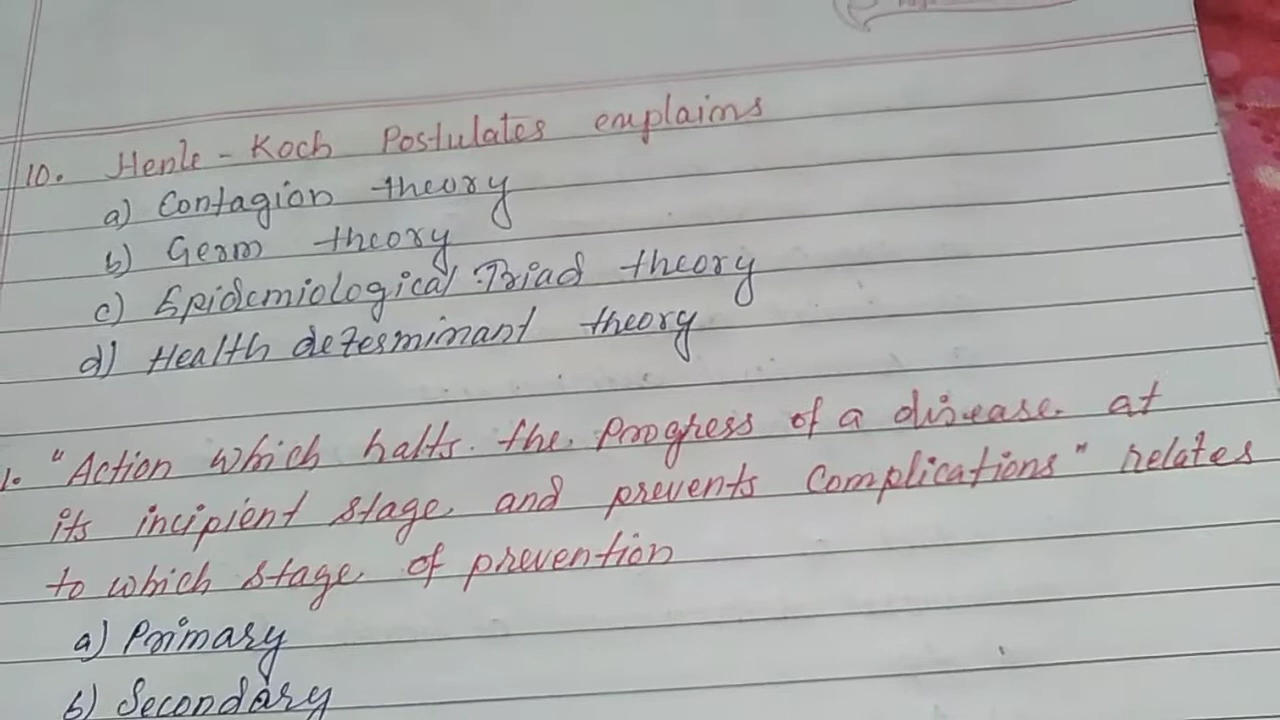 10. Henle - Koch Postulates explains
a) Contagion theory
b) Germ theory
c) Epidemiological Triad theory
d) Health determinant theory
1. "Action which halts the progress of a disease at
its incipient stage and prevents complications" relates
to which stage of prevention
a) Primary
b) Secondary